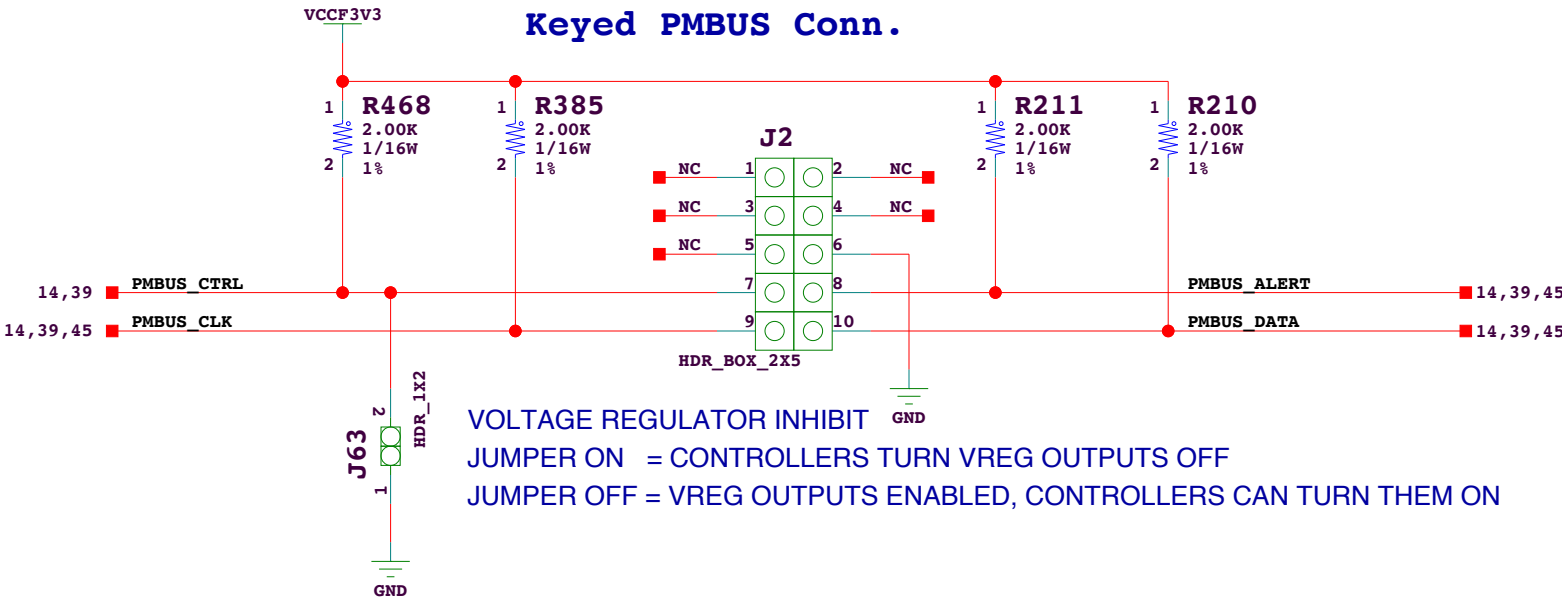 VCCF3V3
Keyed PMBUS Conn.
1 R468
2.00K
1/16W
2 1%
1 R385
2.00K
1/16W
2 1%
1 R211
2.00K
1/16W
2 1%
1 R210
2.00K
1/16W
2 1%
J2
NC 1 2 NC
NC 3 4 NC
NC 5 6
14,39 PMBUS_CTRL 7 8 PMBUS_ALERT 14,39,45
14,39,45 PMBUS_CLK 9 10 PMBUS_DATA 14,39,45
HDR_BOX_2X5
GND
2
HDR_1X2
J63
1
GND
VOLTAGE REGULATOR INHIBIT
JUMPER ON = CONTROLLERS TURN VREG OUTPUTS OFF
JUMPER OFF = VREG OUTPUTS ENABLED, CONTROLLERS CAN TURN THEM ON